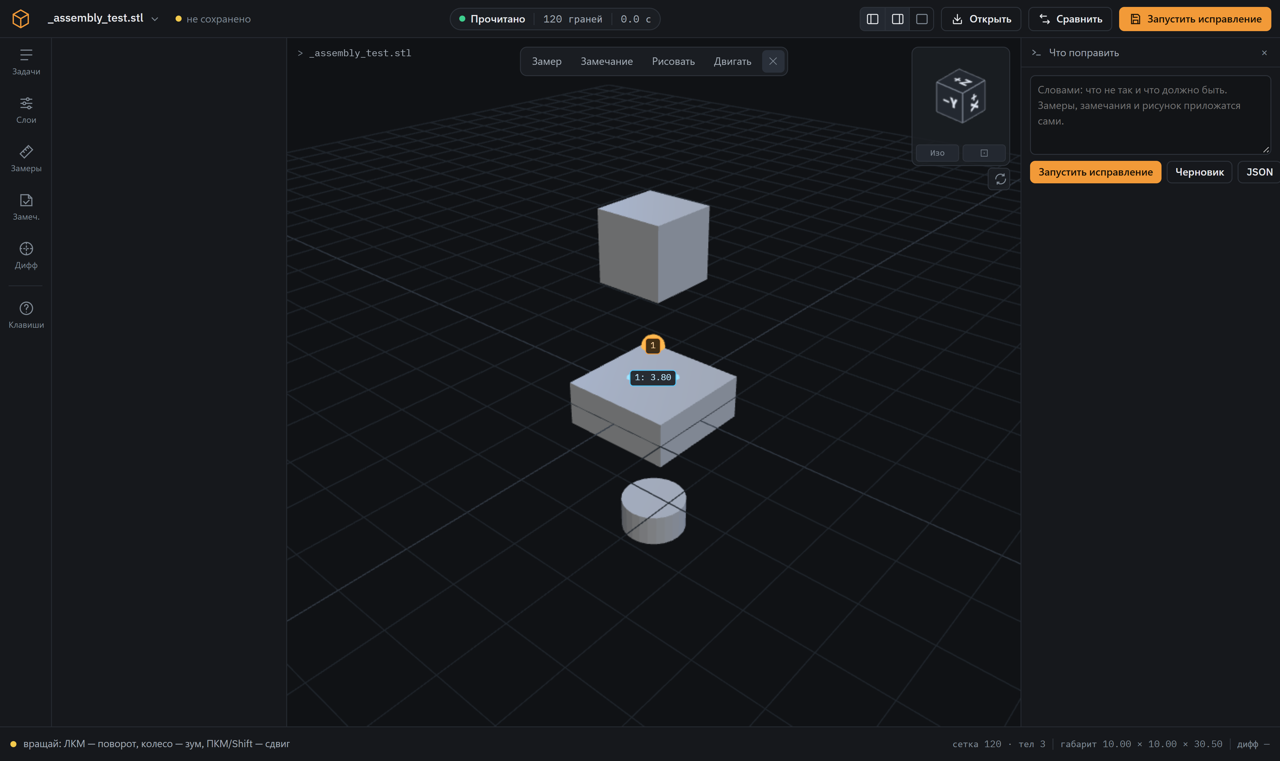 _assembly_test.stl
не сохранено
Прочитано
120 граней
0.0 с
Открыть
Сравнить
Запустить исправление
Задачи
Слои
Замеры
Замеч.
Дифф
Клавиши
> _assembly_test.stl
Замер
Замечание
Рисовать
Двигать
+Z
-Y
+X
Изо
1
1: 3.80
Что поправить
Словами: что не так и что должно быть.
Замеры, замечания и рисунок приложатся
сами.
Запустить исправление
Черновик
JSON
вращай: ЛКМ — поворот, колесо — зум, ПКМ/Shift — сдвиг
сетка 120 · тел 3
габарит 10.00 × 10.00 × 30.50
дифф —